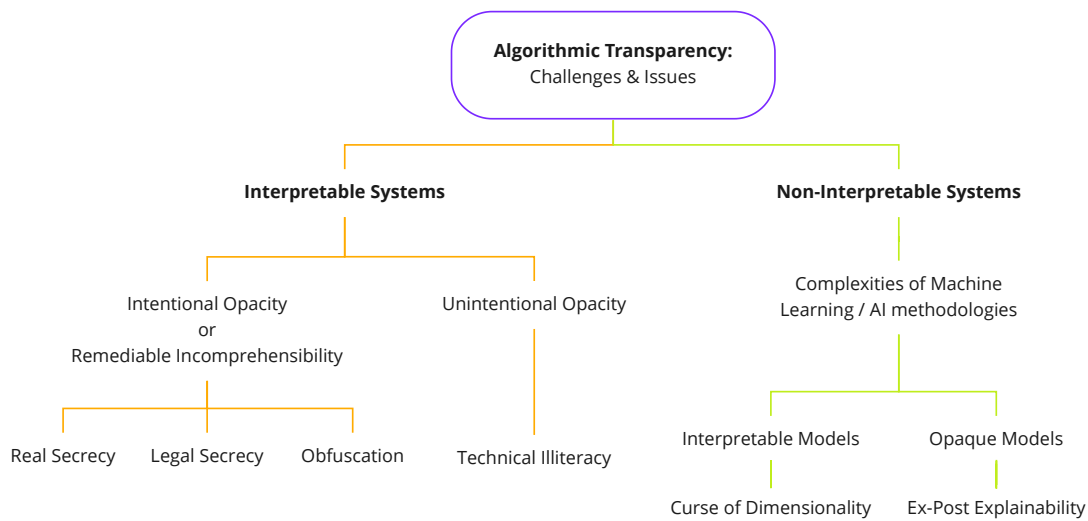 Algorithmic Transparency:
Challenges & Issues
Interpretable Systems
Non-Interpretable Systems
Intentional Opacity
or
Remediable Incomprehensibility
Unintentional Opacity
Complexities of Machine
Learning / AI methodologies
Real Secrecy
Legal Secrecy
Obfuscation
Technical Illiteracy
Interpretable Models
Opaque Models
Curse of Dimensionality
Ex-Post Explainability